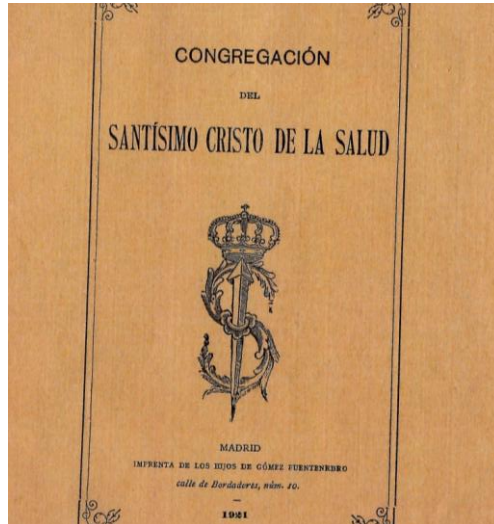 CONGREGACIÓN
DEL
SANTÍSIMO CRISTO DE LA SALUD
MADRID
IMPRENTA DE LOS HIJOS DE GÓMEZ FUENTENEBRO
calle de Bordadores, núm. 10.
1921